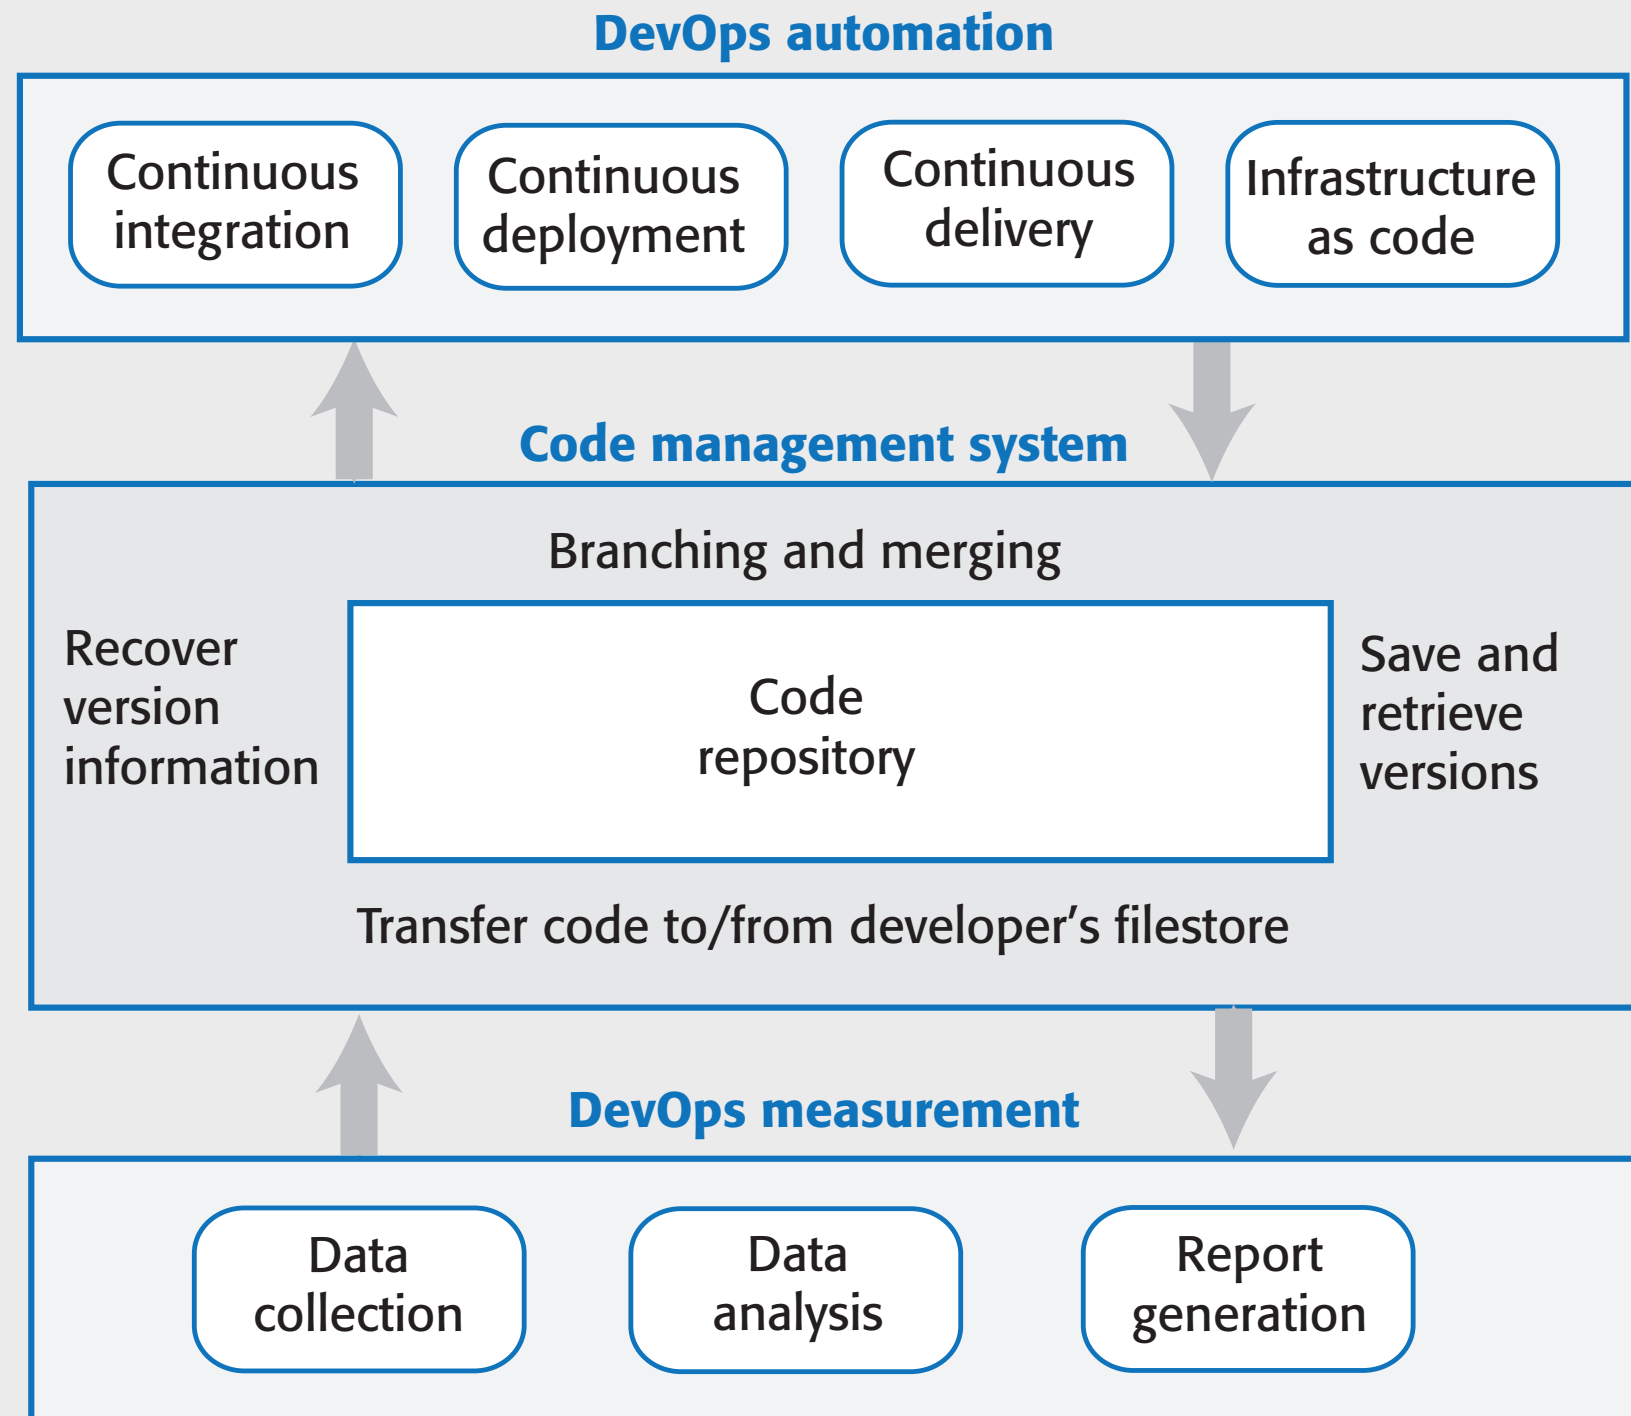 DevOps automation
Continuous
integration
Continuous
deployment
Continuous
delivery
Infrastructure
as code
Code management system
Branching and merging
Recover
version
information
Code
repository
Save and
retrieve
versions
Transfer code to/from developer’s filestore
DevOps measurement
Data
collection
Data
analysis
Report
generation